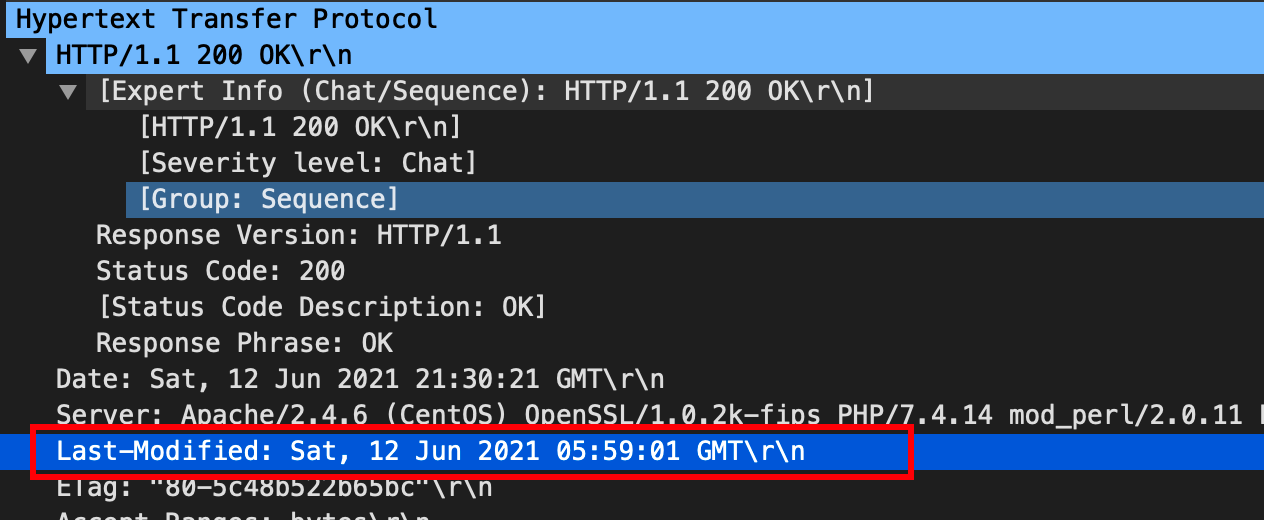 Hypertext Transfer Protocol
HTTP/1.1 200 OK\r\n
[Expert Info (Chat/Sequence): HTTP/1.1 200 OK\r\n]
[HTTP/1.1 200 OK\r\n]
[Severity level: Chat]
[Group: Sequence]
Response Version: HTTP/1.1
Status Code: 200
[Status Code Description: OK]
Response Phrase: OK
Date: Sat, 12 Jun 2021 21:30:21 GMT\r\n
Server: Apache/2.4.6 (CentOS) OpenSSL/1.0.2k-fips PHP/7.4.14 mod_perl/2.0.11
Last-Modified: Sat, 12 Jun 2021 05:59:01 GMT\r\n
ETag: "80-5c48b522b65bc"\r\n
Accept-Ranges: bytes\r\n